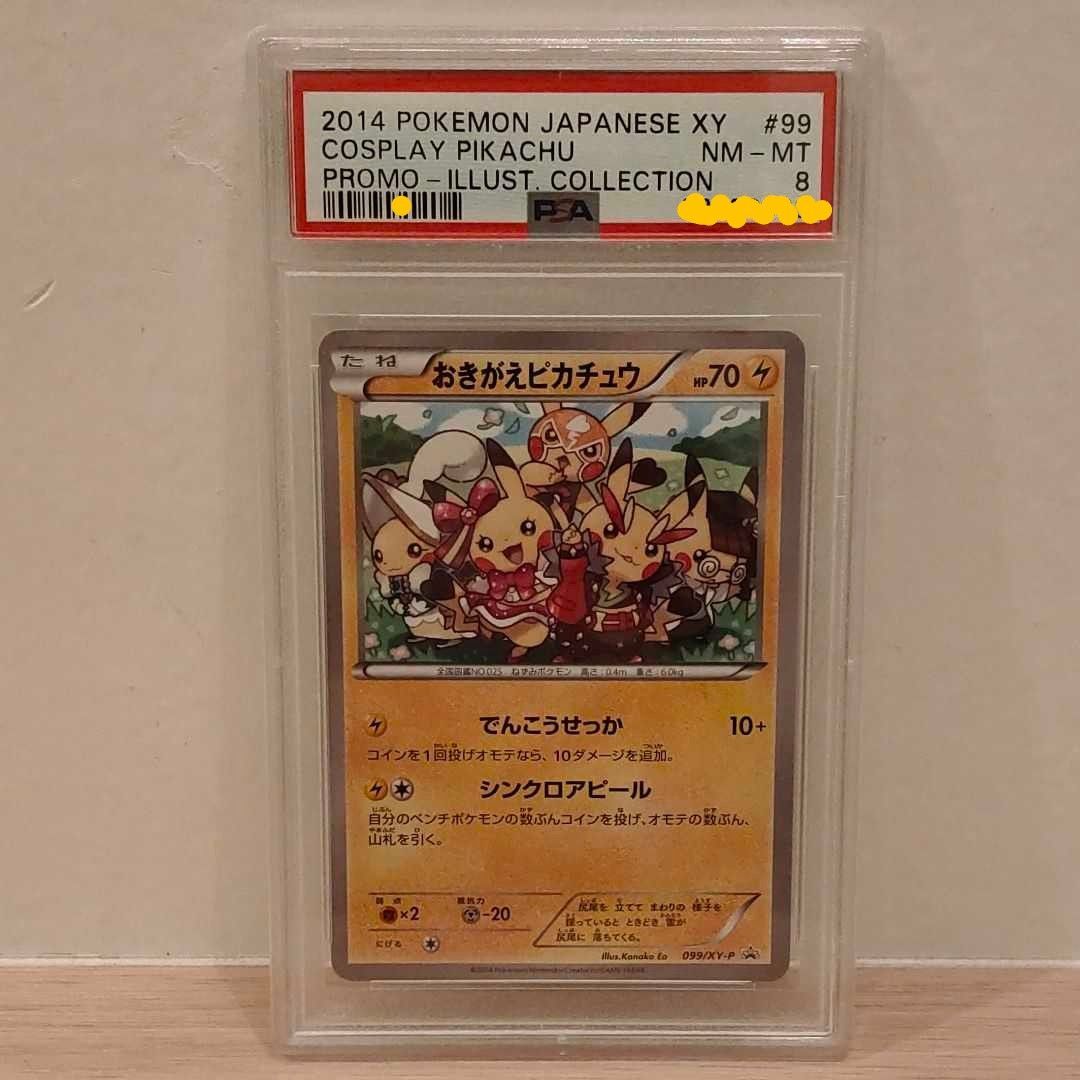 2014 POKEMON JAPANESE XY #99
COSPLAY PIKACHU NM-MT
PROMO-ILLUST. COLLECTION 8
PSA
たね おきがえピカチュウ HP70
全国図鑑NO.025 ねずみポケモン 高さ:0.4m 重さ:6.0kg
でんこうせっか 10+
コインを1回投げオモテなら、10ダメージを追加。
シンクロアピール
自分のベンチポケモンの数ぶんコインを投げ、オモテの数ぶん、
山札を引く。
弱点 抵抗力
×2 -20
にげる
尻尾を 立てて まわりの 様子を
探っていると ときどき 雷が
尻尾に 落ちてくる。
Illus.Kanako Eo 099/XY-P
©2014 Pokémon/Nintendo/Creatures/GAME FREAK